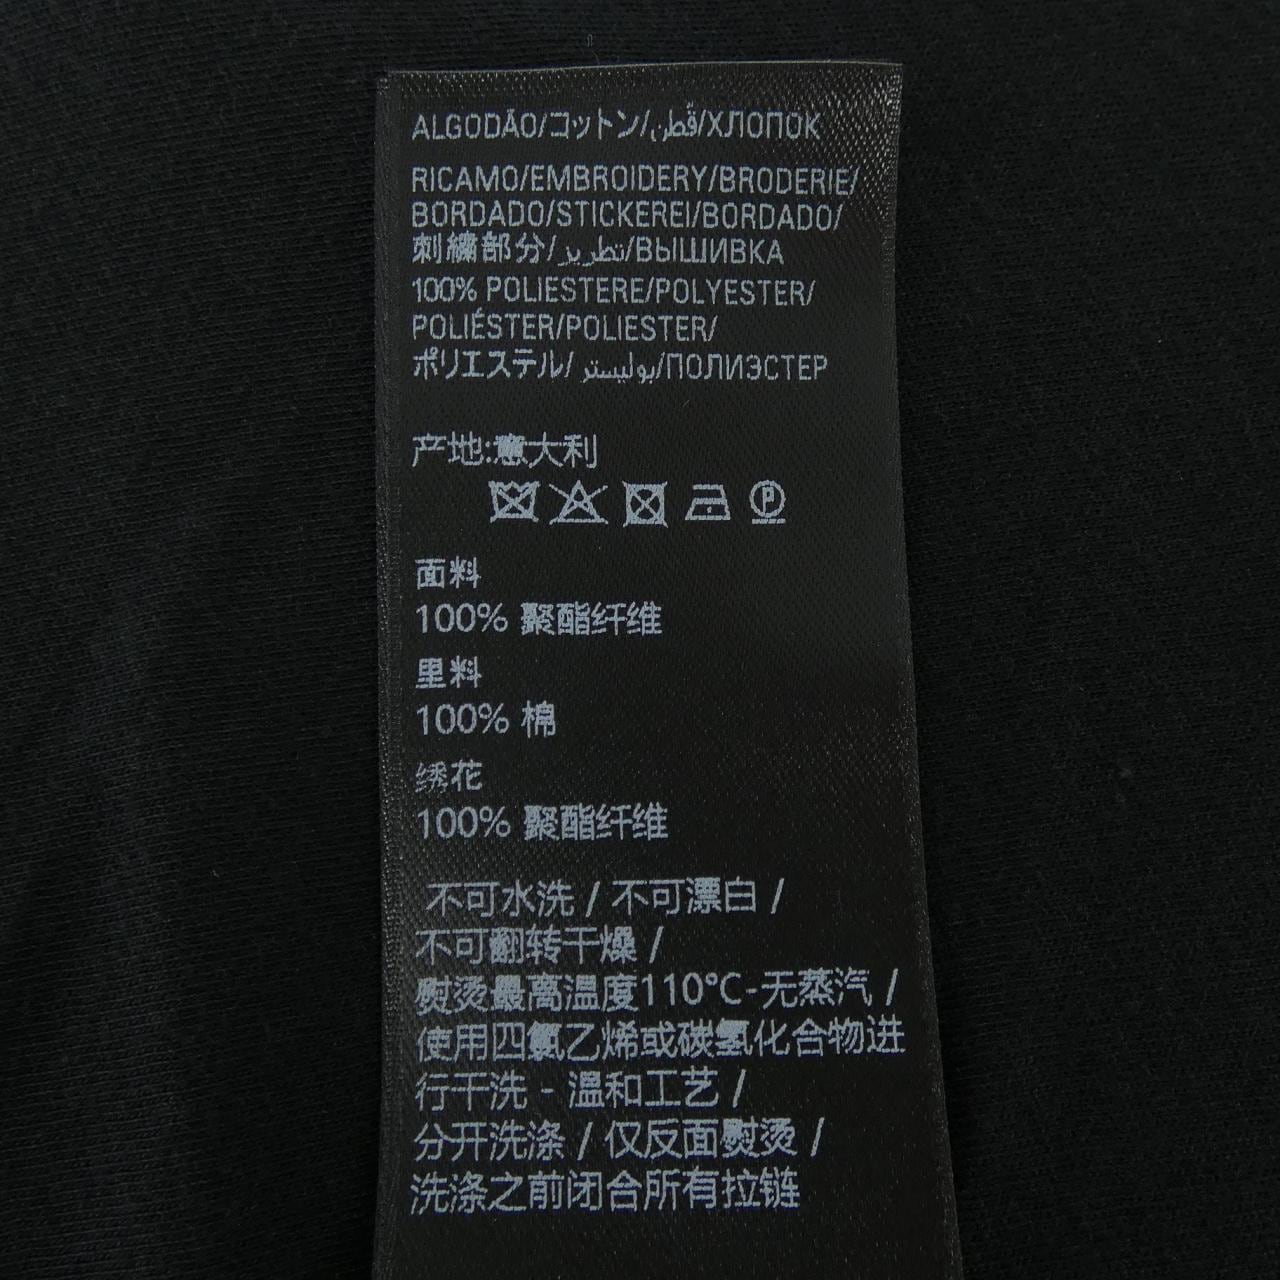 ALGODÃO/コットン/قطن/ХЛОПОК
RICAMO/EMBROIDERY/BRODERIE/
BORDADO/STICKEREI/BORDADO/
刺繍部分/تطريز/ВЫШИВКА
100% POLIESTERE/POLYESTER/
POLIÉSTER/POLIESTER/
ポリエステル/بوليستر/ПОЛИЭСТЕР
产地:意大利
P
面料
100% 聚酯纤维
里料
100% 棉
绣花
100% 聚酯纤维
不可水洗 / 不可漂白 /
不可翻转干燥 /
熨烫最高温度110°C-无蒸汽 /
使用四氯乙烯或碳氢化合物进
行干洗 - 温和工艺 /
分开洗涤 / 仅反面熨烫 /
洗涤之前闭合所有拉链